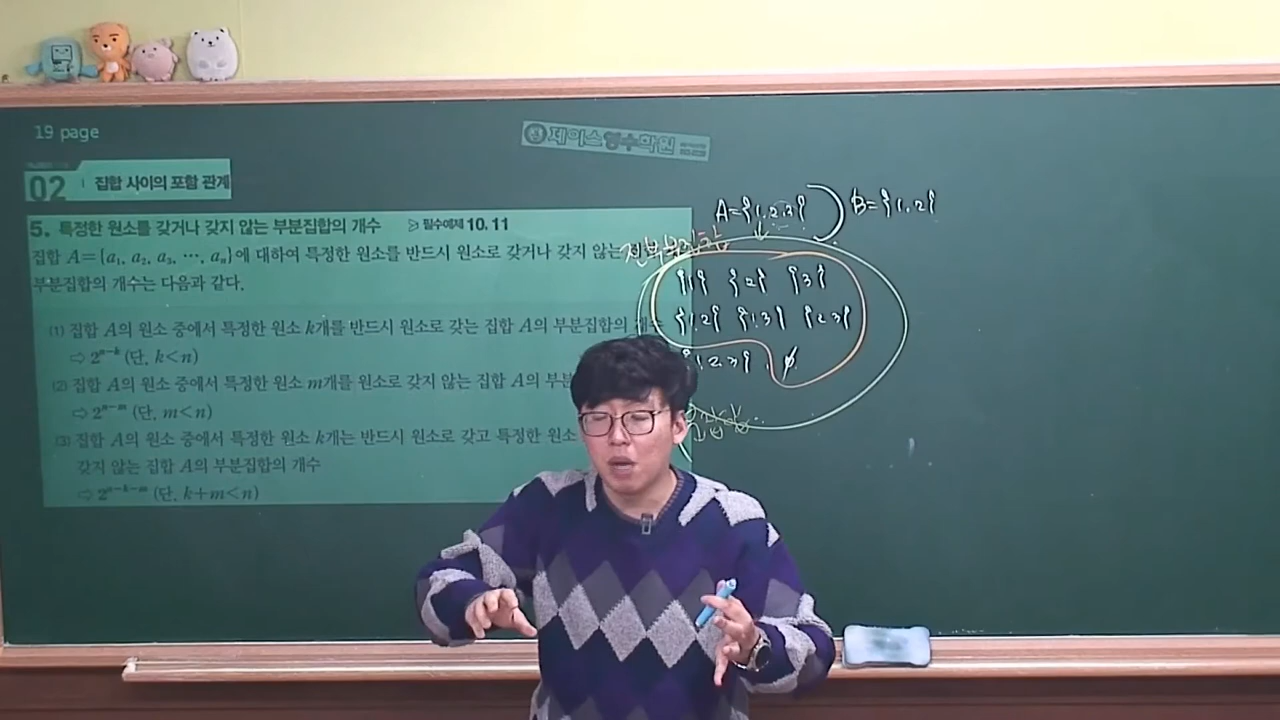 19 page
제이스영수학원
02 집합 사이의 포함 관계
5. 특정한 원소를 갖거나 갖지 않는 부분집합의 개수 필수예제 10, 11
집합 A={a₁, a₂, a₃, ⋯, aₙ}에 대하여 특정한 원소를 반드시 원소로 갖거나 갖지 않는
부분집합의 개수는 다음과 같다.
(1) 집합 A의 원소 중에서 특정한 원소 k개를 반드시 원소로 갖는 집합 A의 부분집합의
⇨ 2ⁿ⁻ᵏ (단, k<n)
(2) 집합 A의 원소 중에서 특정한 원소 m개를 원소로 갖지 않는 집합 A의
⇨ 2ⁿ⁻ᵐ (단, m<n)
(3) 집합 A의 원소 중에서 특정한 원소 k개는 반드시 원소로 갖고 특정한 원소
갖지 않는 집합 A의 부분집합의 개수
⇨ 2ⁿ⁻ᵏ⁻ᵐ (단, k+m<n)
A={1,2,3} B={1,2}
진부분집합
{1} {2} {3}
{1,2} {1,3} {2,3}
{1,2,3}, ∅